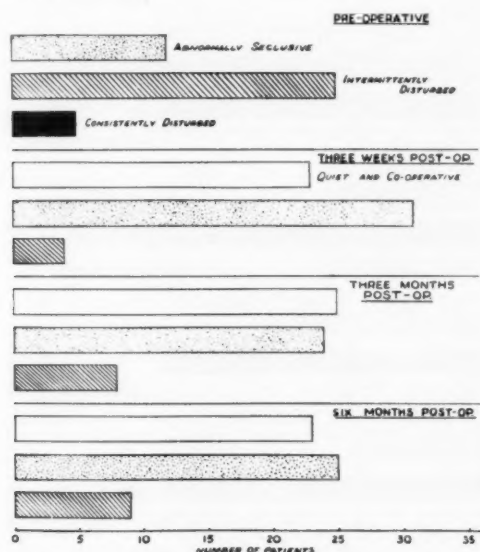 PRE-OPERATIVE
ABNORMALLY SECLUSIVE
INTERMITTENTLY
DISTURBED
CONSISTENTLY DISTURBED
THREE WEEKS POST-OP.
QUIET AND CO-OPERATIVE
THREE MONTHS
POST-OP.
SIX MONTHS POST-OP.
0 5 10 15 20 25 30 35
NUMBER OF PATIENTS